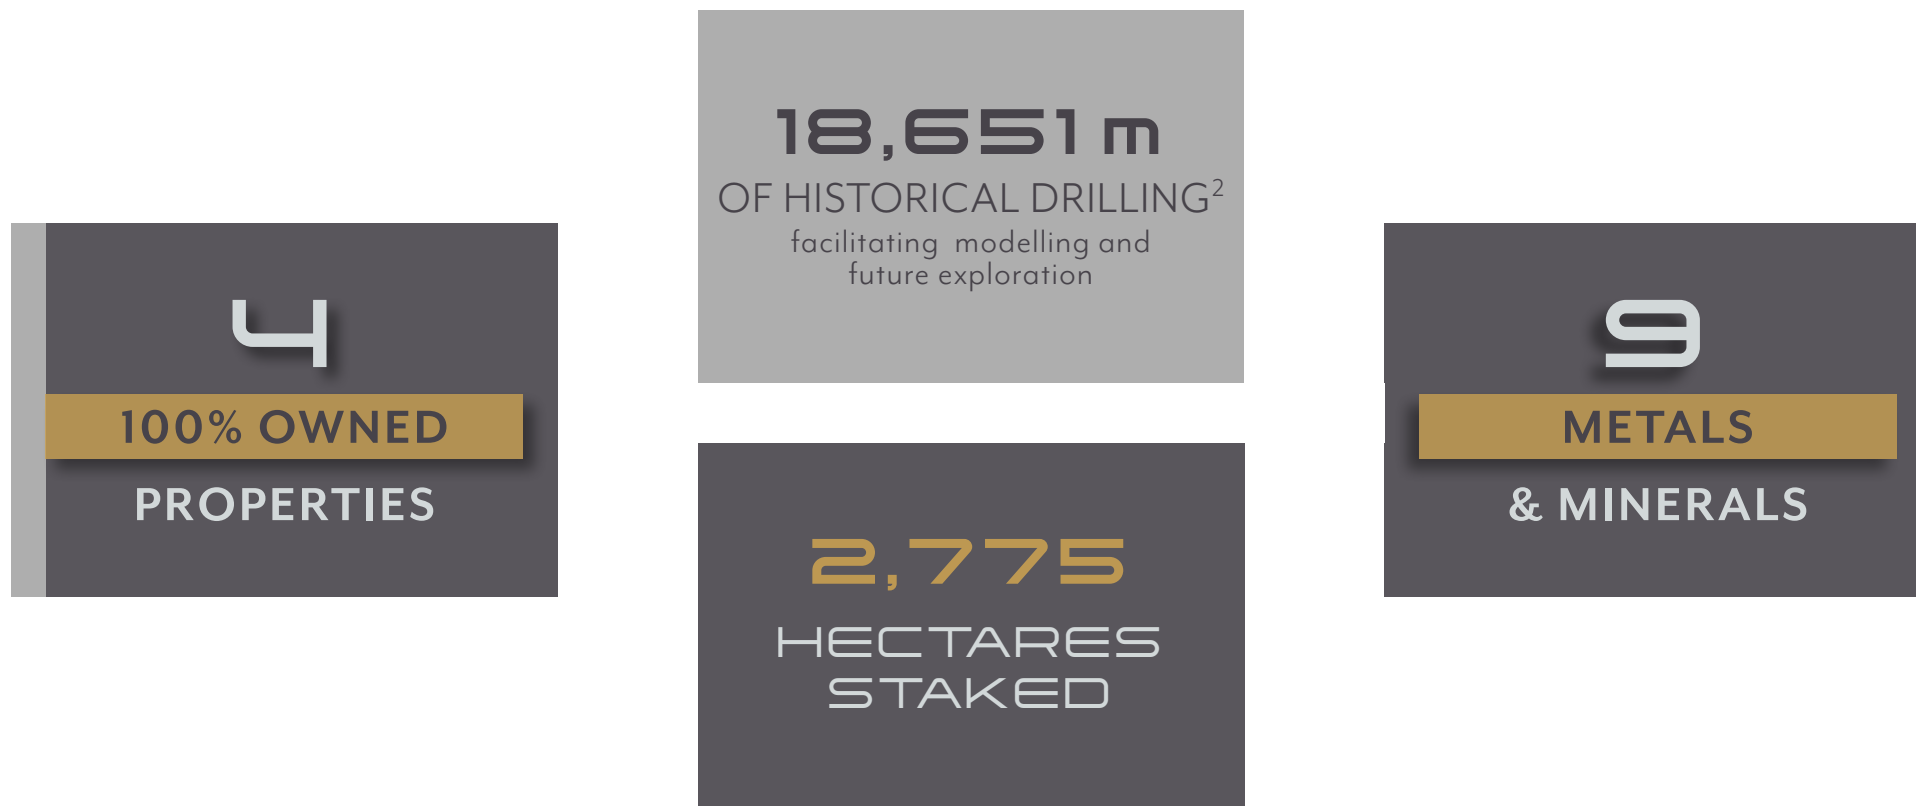 4
100% OWNED
PROPERTIES
18,651 m
OF HISTORICAL DRILLING²
facilitating modelling and
future exploration
2,775
HECTARES
STAKED
9
METALS
& MINERALS